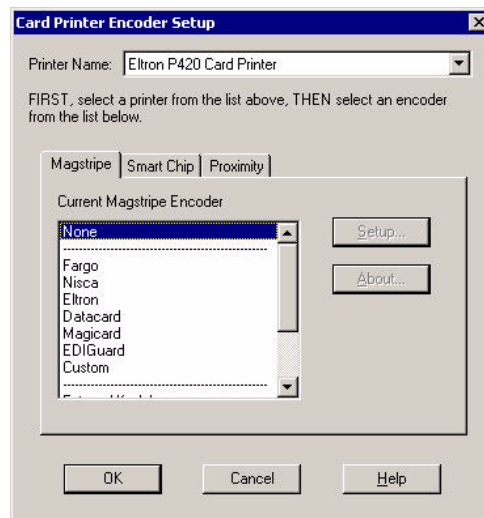 Card Printer Encoder Setup
Printer Name: Eltron P420 Card Printer
FIRST, select a printer from the list above, THEN select an encoder
from the list below.
Magstripe Smart Chip Proximity
Current Magstripe Encoder
None
Setup...
Fargo
About...
Nisca
Eltron
Datacard
Magicard
EDIGuard
Custom
OK Cancel Help